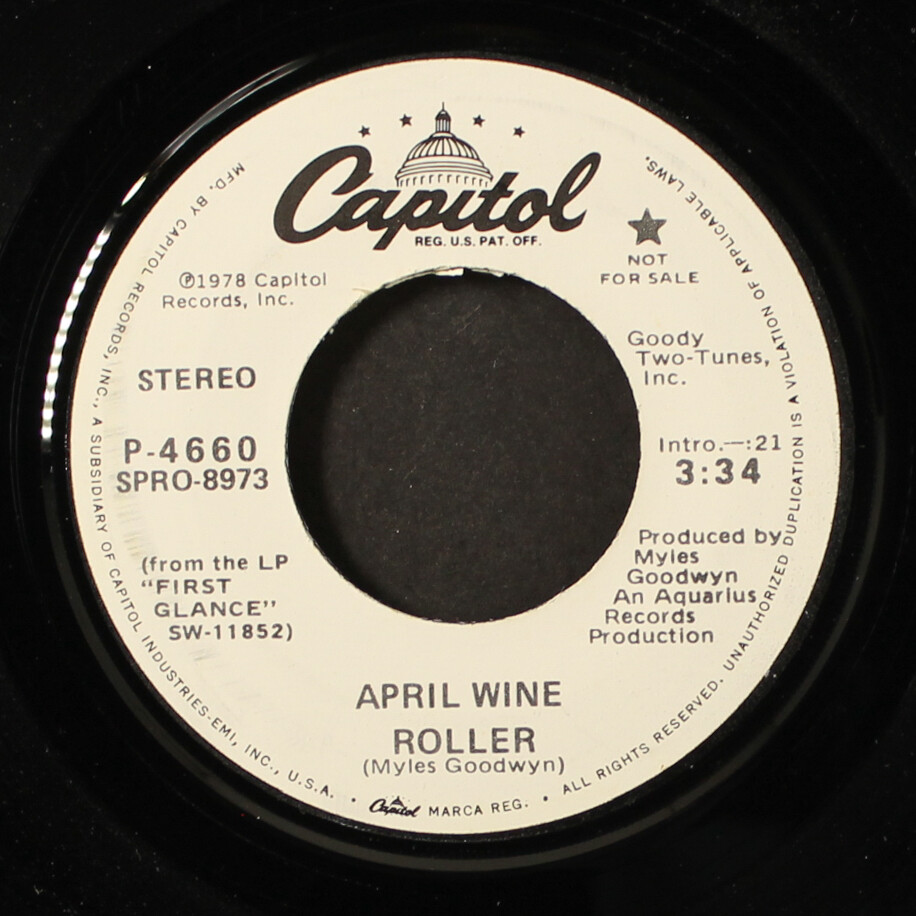 Capitol
REG. U.S. PAT. OFF.
NOT
FOR SALE
℗1978 Capitol
Records, Inc.
STEREO
P-4660
SPRO-8973
(from the LP
"FIRST
GLANCE"
SW-11852)
Goody
Two-Tunes,
Inc.
Intro.—:21
3:34
Produced by
Myles
Goodwyn
An Aquarius
Records
Production
APRIL WINE
ROLLER
(Myles Goodwyn)
MFD. BY CAPITOL RECORDS, INC., A SUBSIDIARY OF CAPITOL INDUSTRIES-EMI, INC., U.S.A. • Capitol MARCA REG. • ALL RIGHTS RESERVED. UNAUTHORIZED DUPLICATION IS A VIOLATION OF APPLICABLE LAWS.